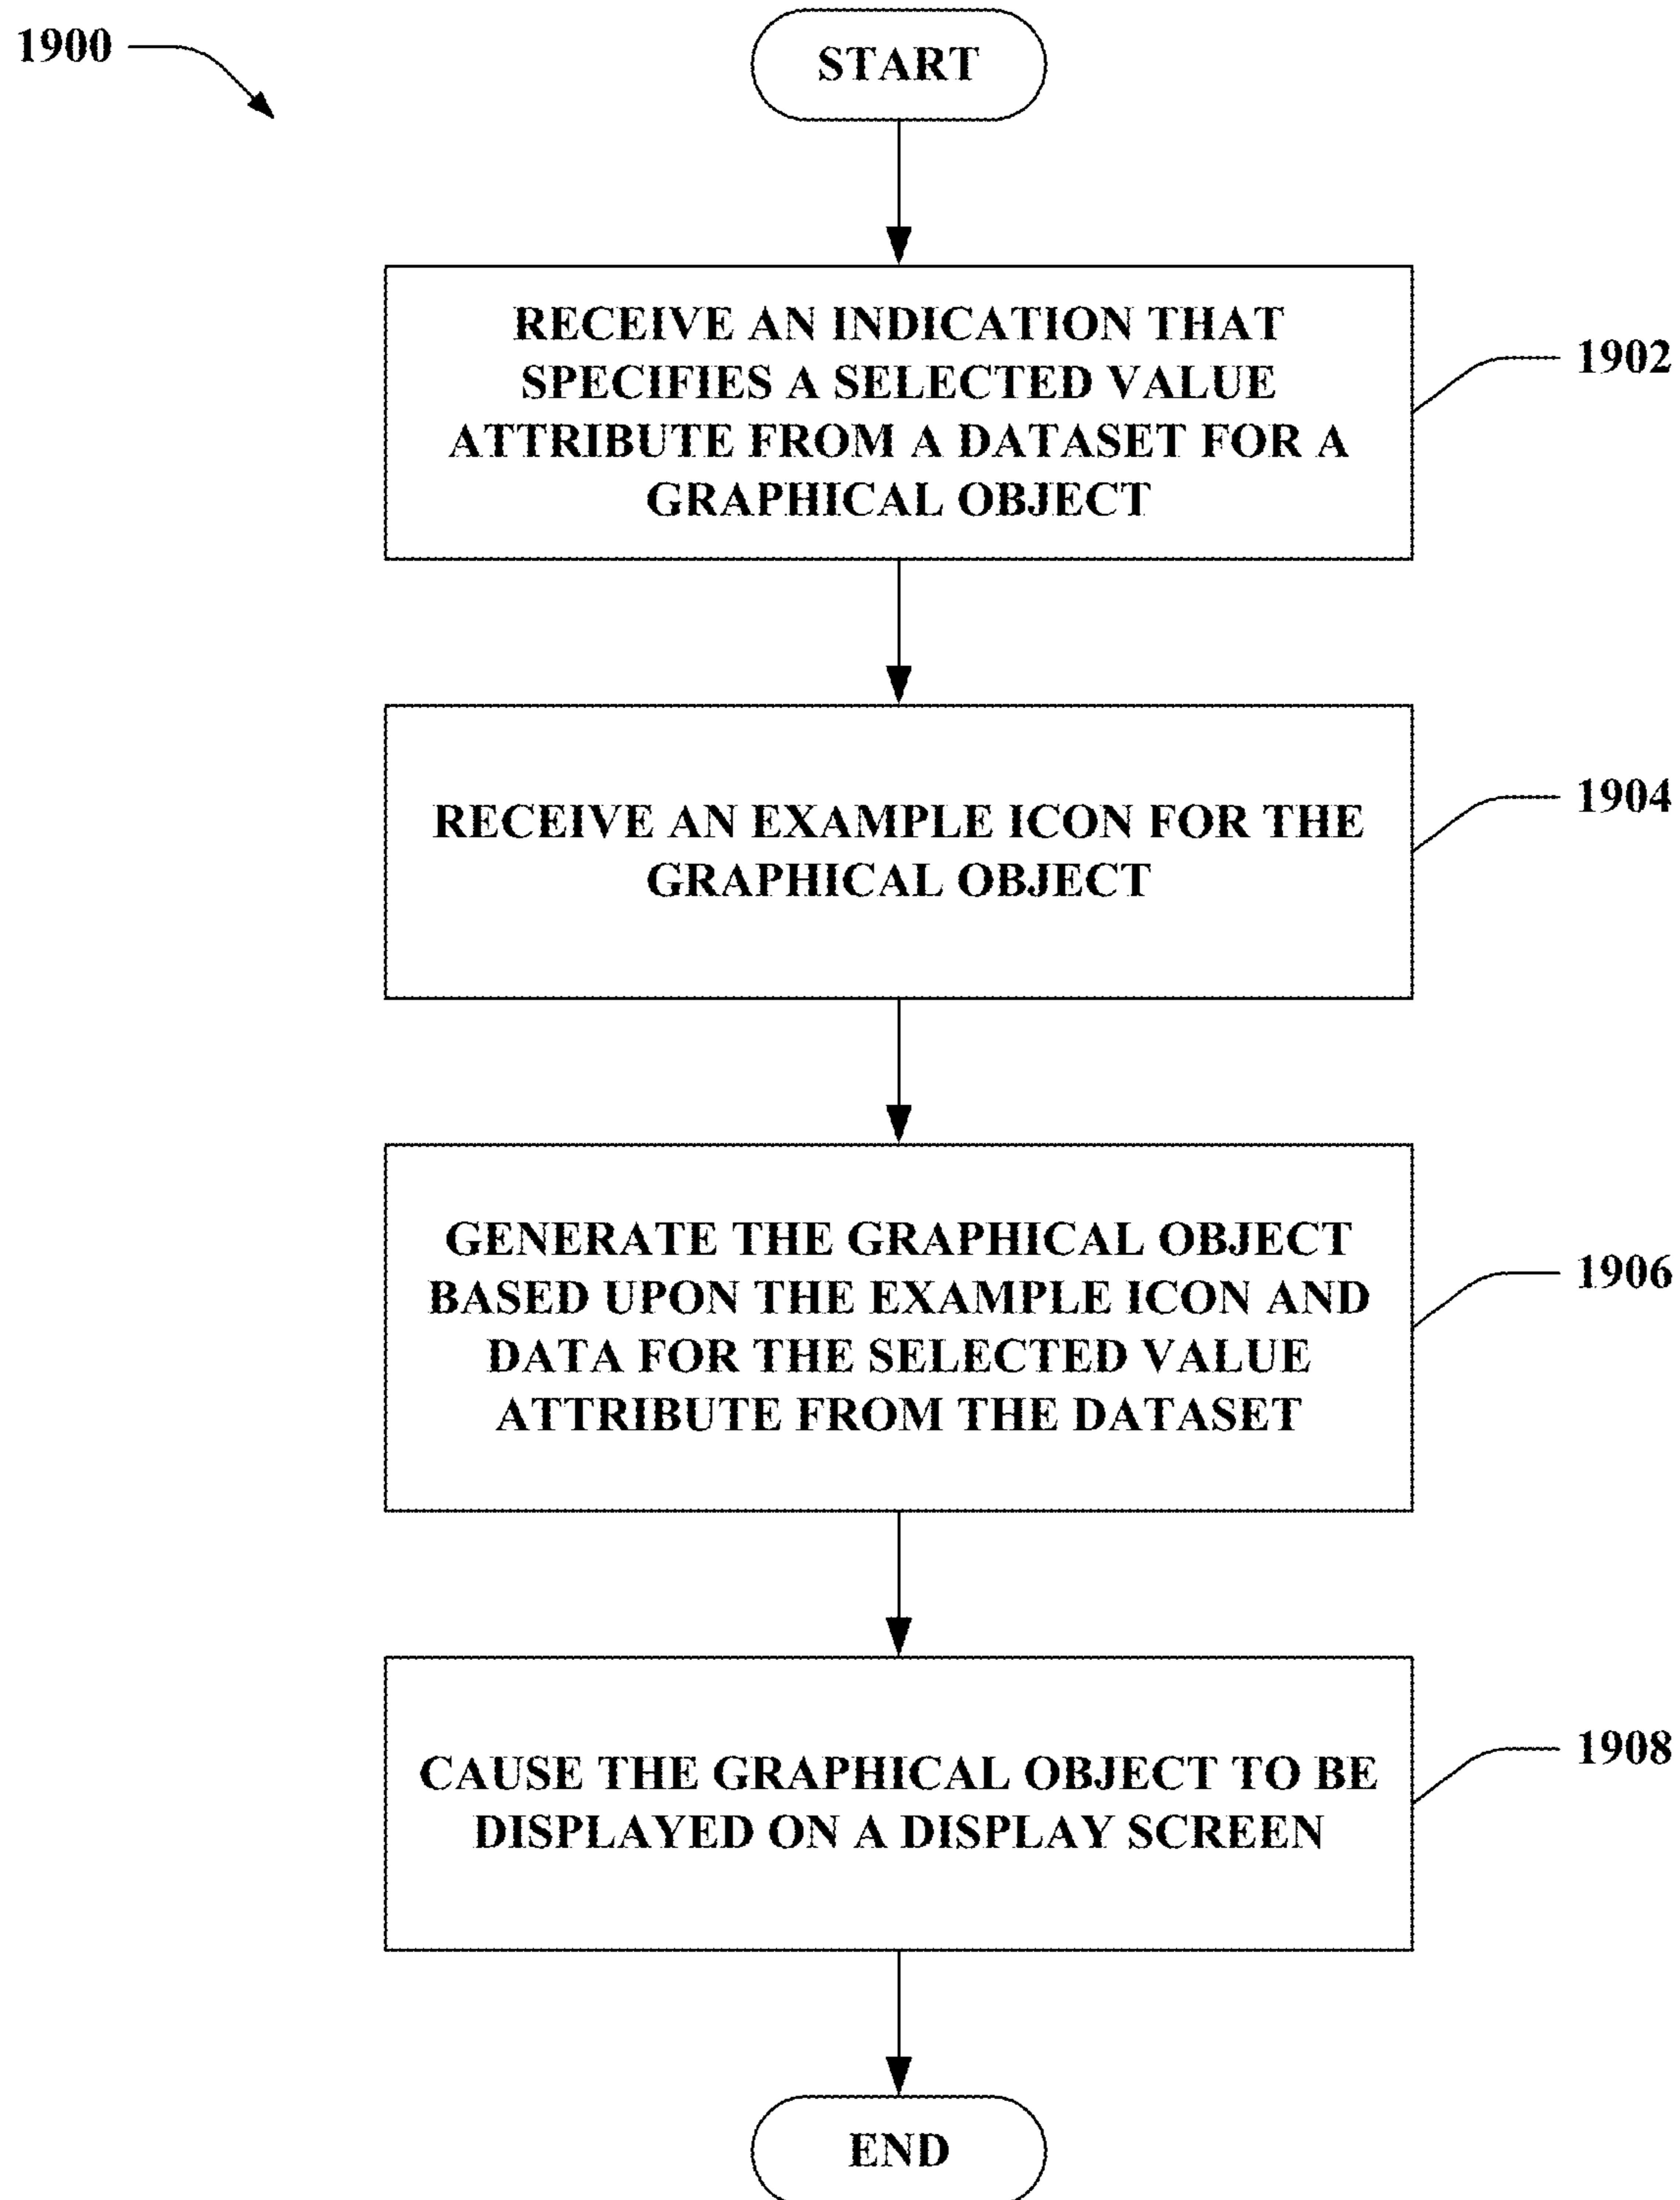 1900
START
RECEIVE AN INDICATION THAT
SPECIFIES A SELECTED VALUE
ATTRIBUTE FROM A DATASET FOR A
GRAPHICAL OBJECT
1902
RECEIVE AN EXAMPLE ICON FOR THE
GRAPHICAL OBJECT
1904
GENERATE THE GRAPHICAL OBJECT
BASED UPON THE EXAMPLE ICON AND
DATA FOR THE SELECTED VALUE
ATTRIBUTE FROM THE DATASET
1906
CAUSE THE GRAPHICAL OBJECT TO BE
DISPLAYED ON A DISPLAY SCREEN
1908
END